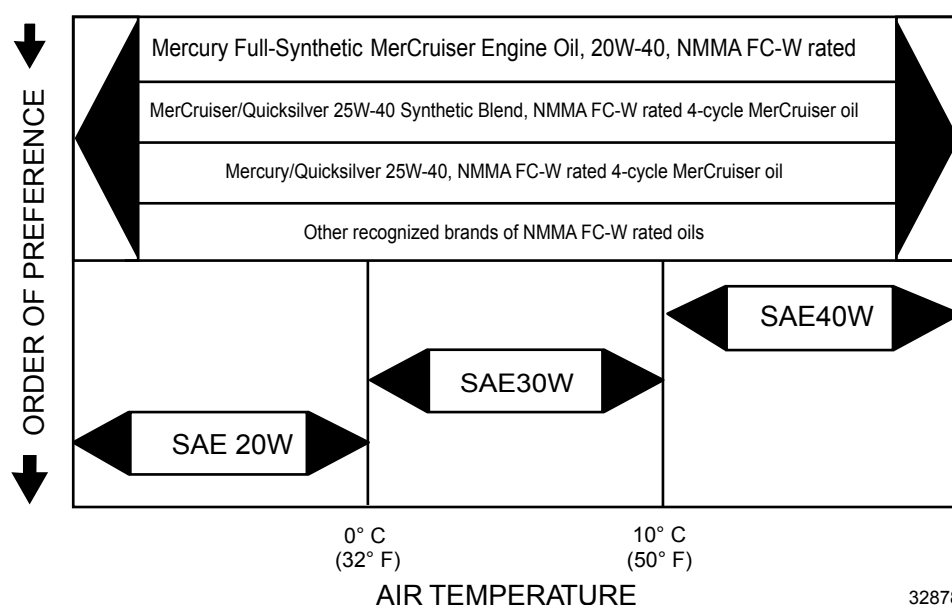 ORDER OF PREFERENCE
Mercury Full-Synthetic MerCruiser Engine Oil, 20W-40, NMMA FC-W rated
MerCruiser/Quicksilver 25W-40 Synthetic Blend, NMMA FC-W rated 4-cycle MerCruiser oil
Mercury/Quicksilver 25W-40, NMMA FC-W rated 4-cycle MerCruiser oil
Other recognized brands of NMMA FC-W rated oils
SAE40W
SAE30W
SAE 20W
0° C
(32° F)
10° C
(50° F)
AIR TEMPERATURE
32878